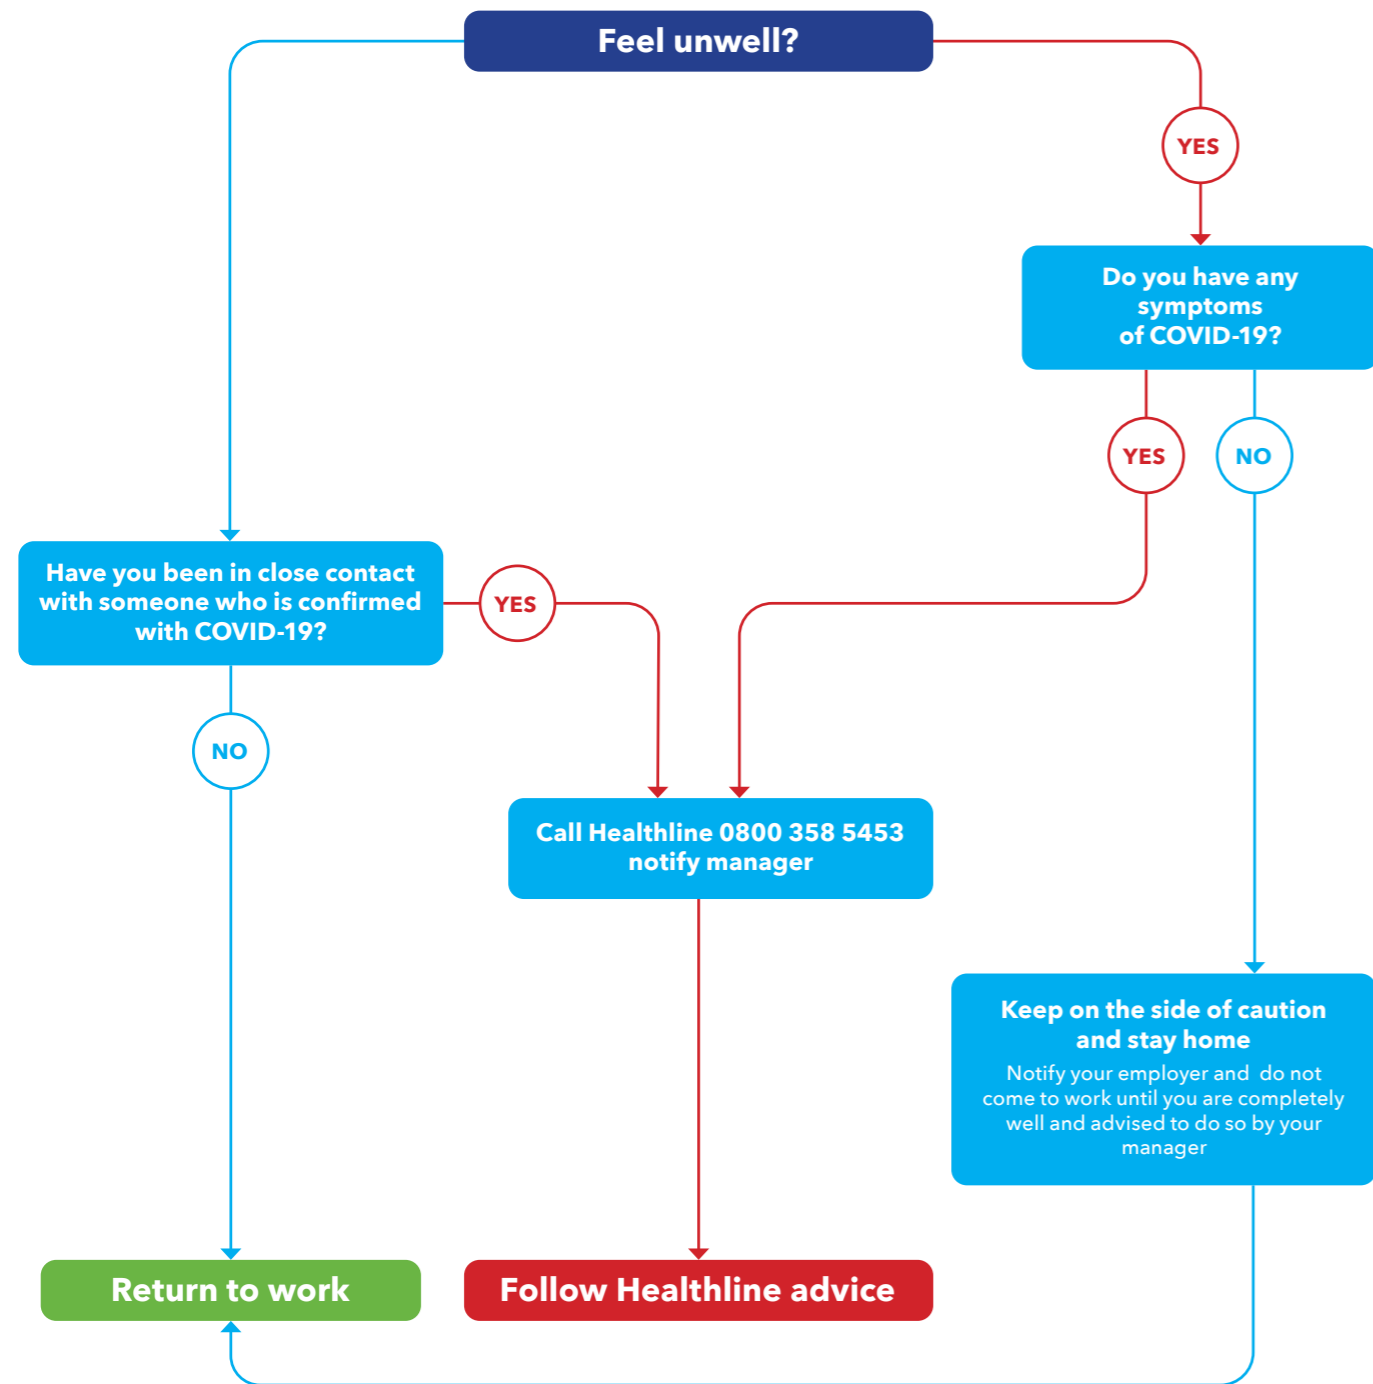 Feel unwell?
YES
Do you have any
symptoms
of COVID-19?
YES
NO
Have you been in close contact
with someone who is confirmed
with COVID-19?
YES
NO
Call Healthline 0800 358 5453
notify manager
Keep on the side of caution
and stay home
Notify your employer and do not
come to work until you are completely
well and advised to do so by your
manager
Return to work
Follow Healthline advice